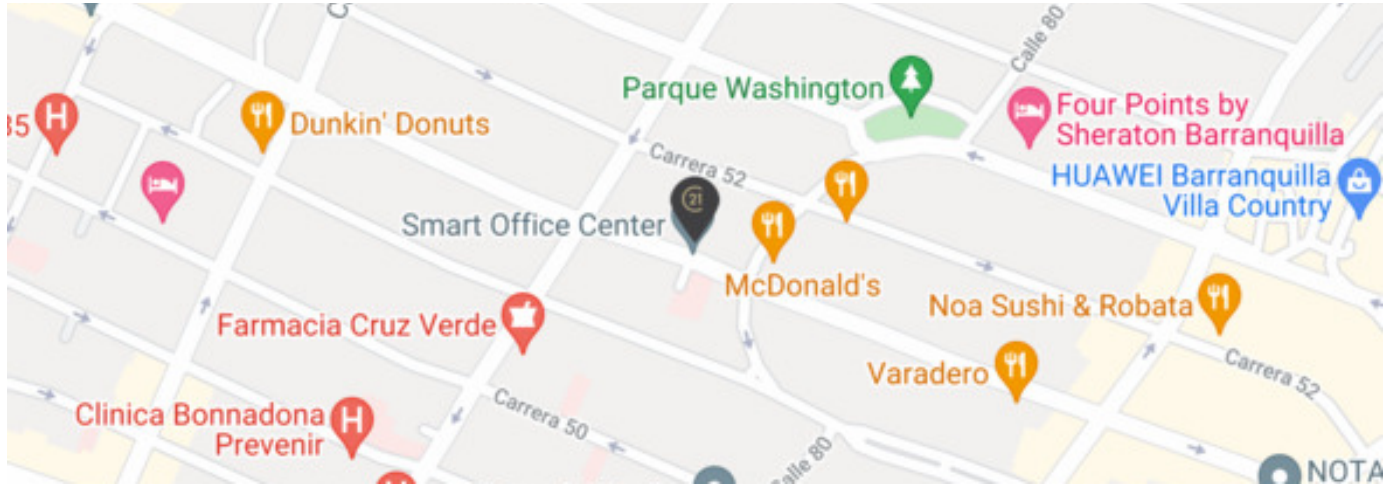 Calle 80
Parque Washington
Four Points by
Sheraton Barranquilla
35
Dunkin' Donuts
Carrera 52
HUAWEI Barranquilla
Villa Country
21
Smart Office Center
McDonald's
Noa Sushi & Robata
Farmacia Cruz Verde
Varadero
Carrera 52
Clinica Bonnadona
Prevenir
Carrera 50
Calle 80
NOTA